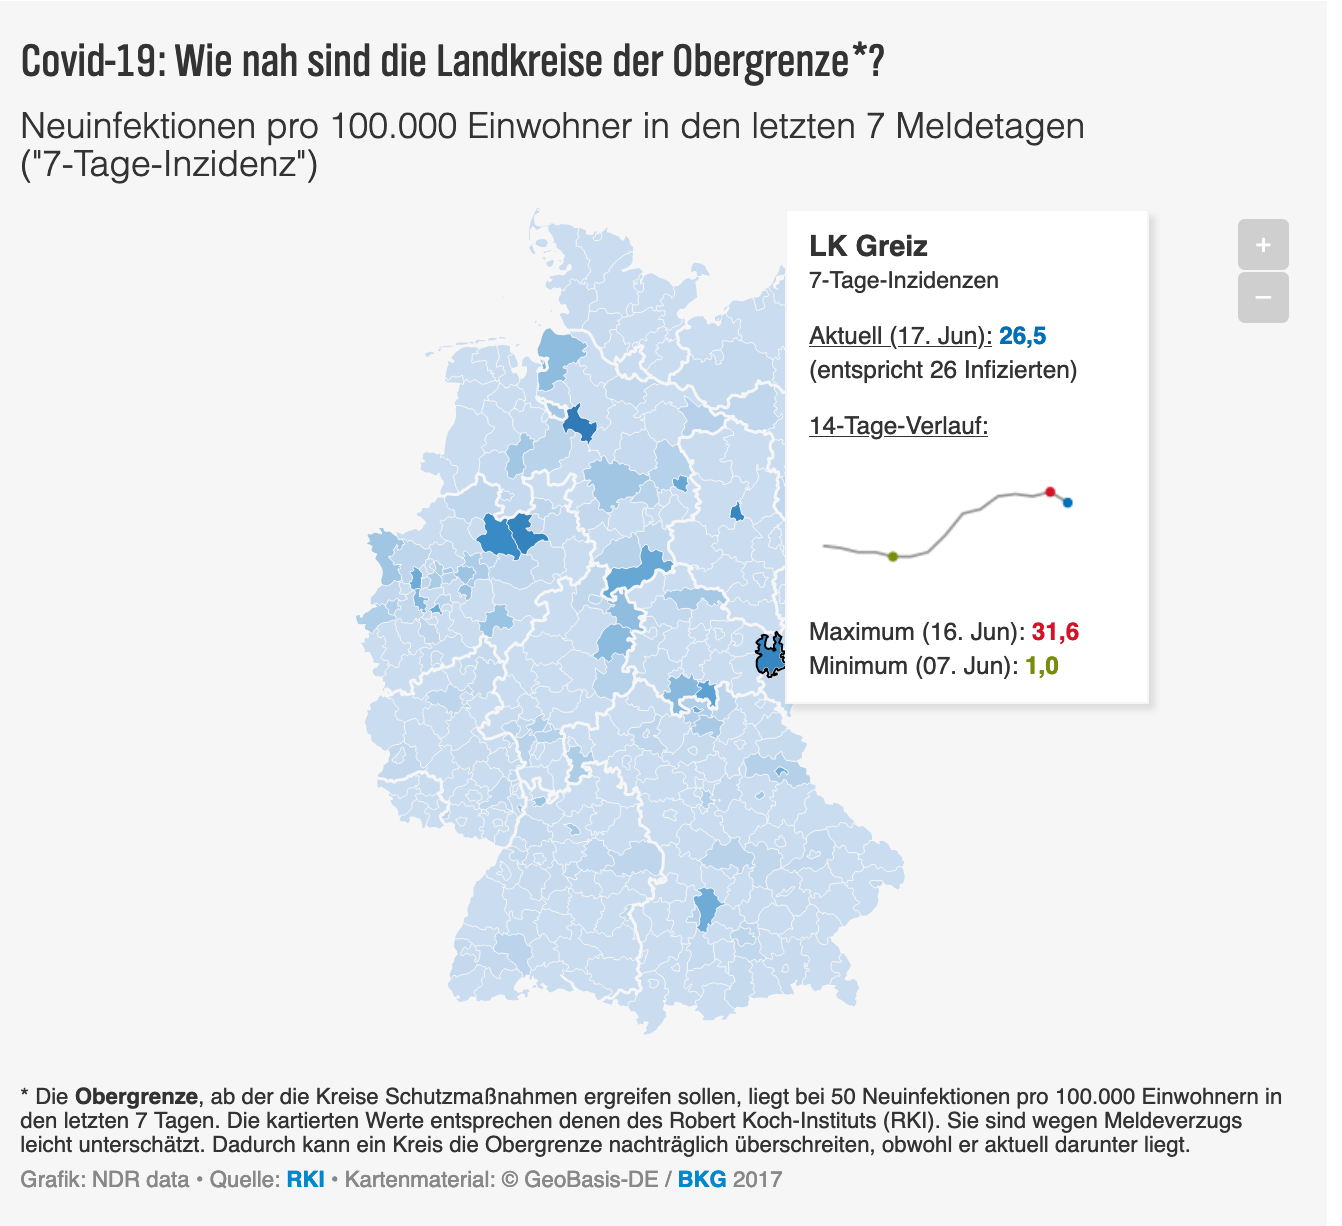 Covid-19: Wie nah sind die Landkreise der Obergrenze*?
Neuinfektionen pro 100.000 Einwohner in den letzten 7 Meldetagen
("7-Tage-Inzidenz")
LK Greiz
7-Tage-Inzidenzen
Aktuell (17. Jun): 26,5
(entspricht 26 Infizierten)
14-Tage-Verlauf:
Maximum (16. Jun): 31,6
Minimum (07. Jun): 1,0
+
−
* Die Obergrenze, ab der die Kreise Schutzmaßnahmen ergreifen sollen, liegt bei 50 Neuinfektionen pro 100.000 Einwohnern in
den letzten 7 Tagen. Die kartierten Werte entsprechen denen des Robert Koch-Instituts (RKI). Sie sind wegen Meldeverzugs
leicht unterschätzt. Dadurch kann ein Kreis die Obergrenze nachträglich überschreiten, obwohl er aktuell darunter liegt.
Grafik: NDR data • Quelle: RKI • Kartenmaterial: © GeoBasis-DE / BKG 2017